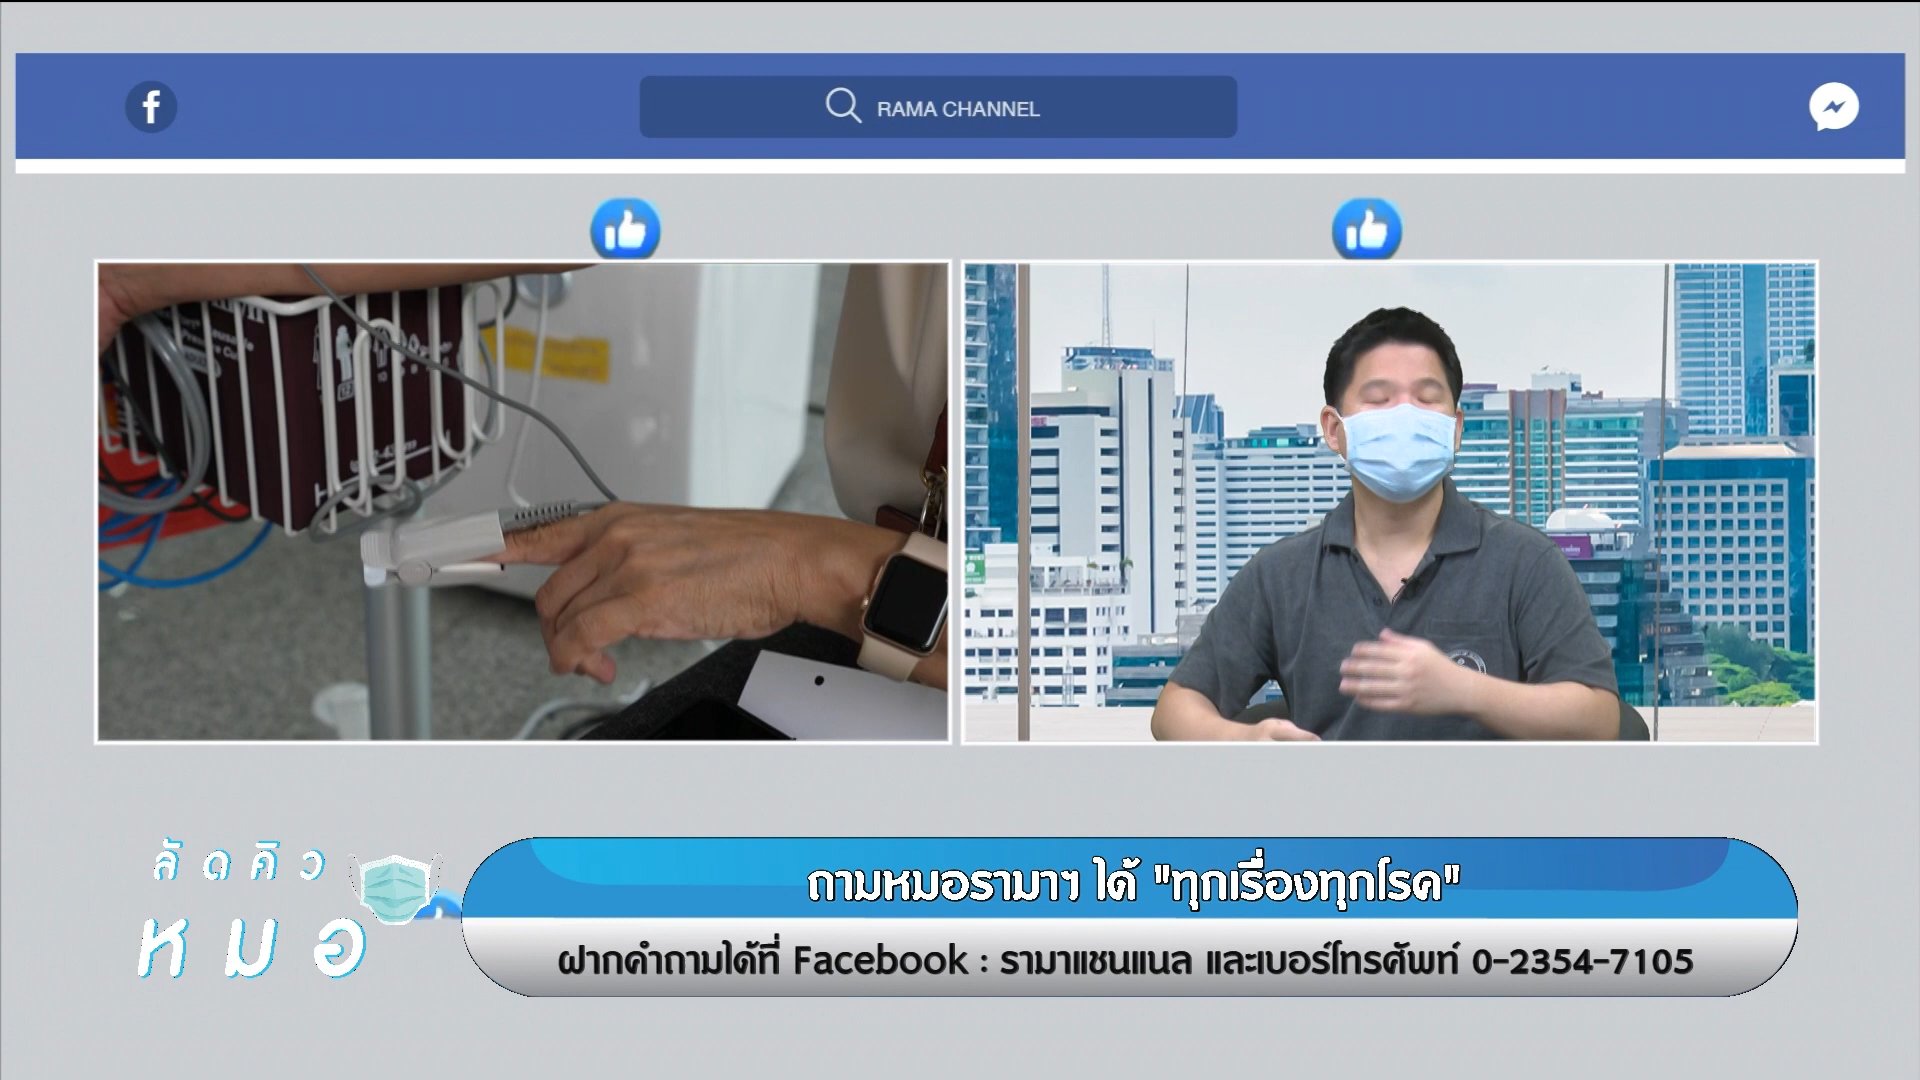 RAMA CHANNEL
ลัดคิว
หมอ
ถามหมอรามาฯ ได้ "ทุกเรื่องทุกโรค"
ฝากคำถามได้ที่ Facebook : รามาแชนแนล และเบอร์โทรศัพท์ 0-2354-7105